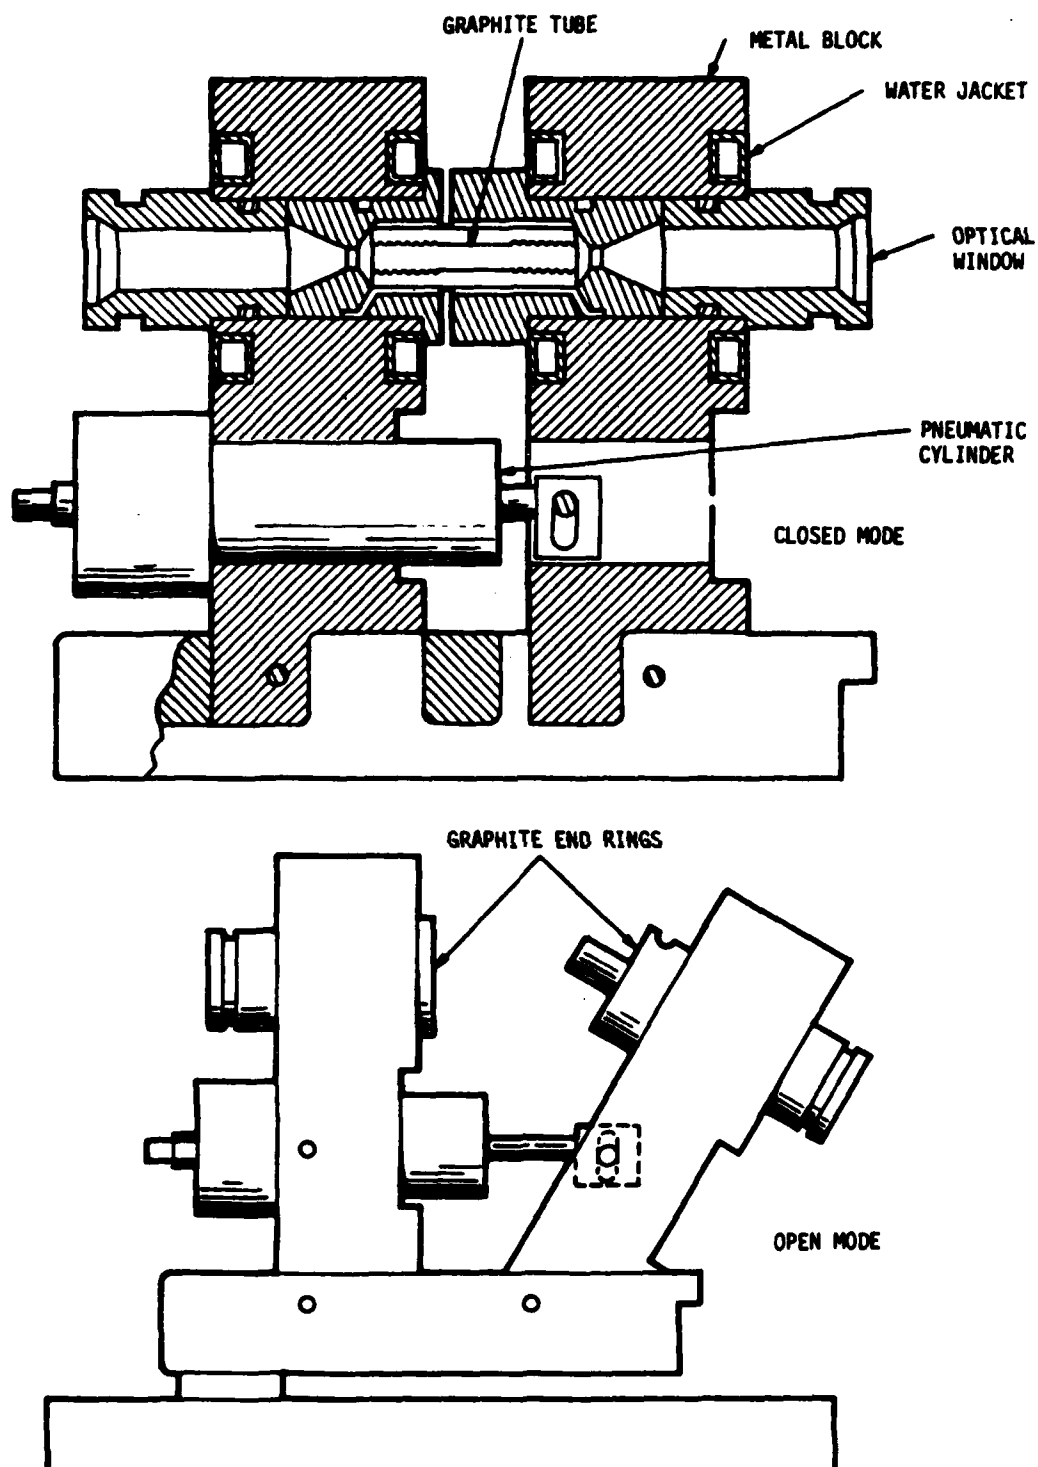 GRAPHITE TUBE
METAL BLOCK
WATER JACKET
OPTICAL
WINDOW
PNEUMATIC
CYLINDER
CLOSED MODE
GRAPHITE END RINGS
OPEN MODE